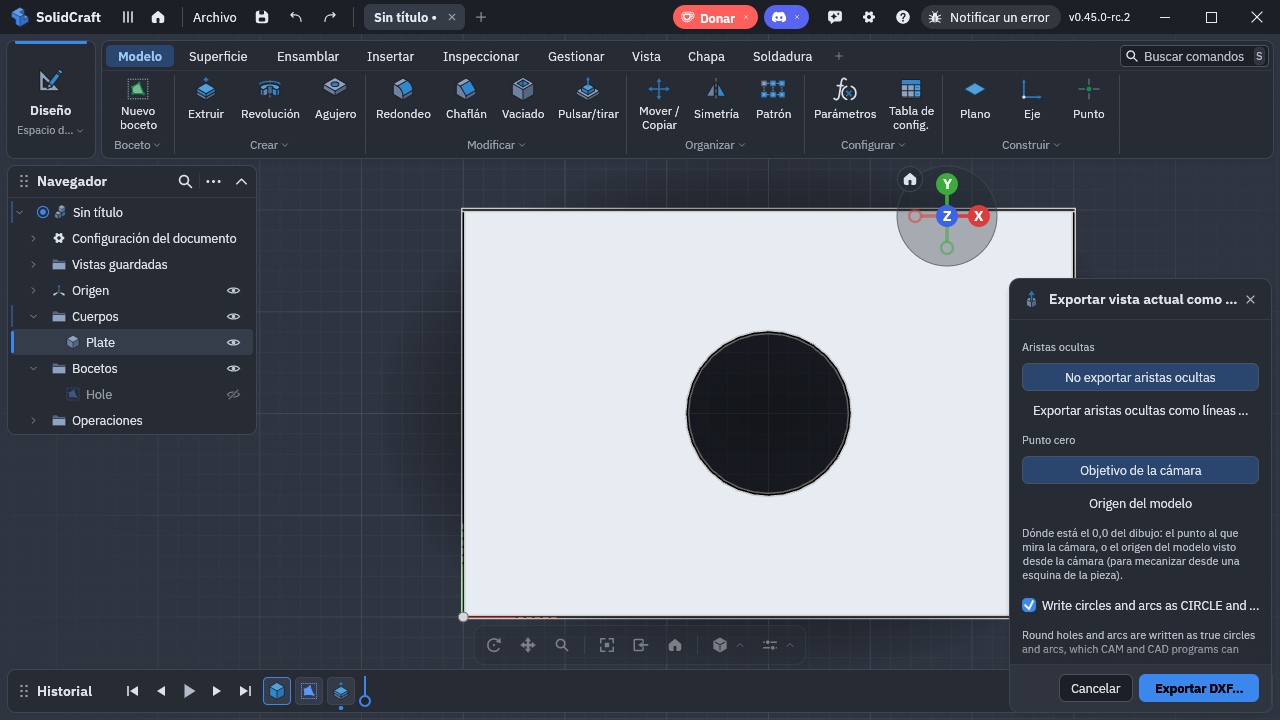 SolidCraft
Archivo
Sin título •
Donar
Notificar un error
v0.45.0-rc.2
Diseño
Espacio d...
Modelo
Superficie
Ensamblar
Insertar
Inspeccionar
Gestionar
Vista
Chapa
Soldadura
Buscar comandos
S
Nuevo
boceto
Extruir
Revolución
Agujero
Redondeo
Chaflán
Vaciado
Pulsar/tirar
Mover /
Copiar
Simetría
Patrón
Parámetros
Tabla de
config.
Plano
Eje
Punto
Boceto
Crear
Modificar
Organizar
Configurar
Construir
Navegador
Sin título
Configuración del documento
Vistas guardadas
Origen
Cuerpos
Plate
Bocetos
Hole
Operaciones
Y
Z
X
Exportar vista actual como ...
Aristas ocultas
No exportar aristas ocultas
Exportar aristas ocultas como líneas ...
Punto cero
Objetivo de la cámara
Origen del modelo
Dónde está el 0,0 del dibujo: el punto al que
mira la cámara, o el origen del modelo visto
desde la cámara (para mecanizar desde una
esquina de la pieza).
Write circles and arcs as CIRCLE and ...
Round holes and arcs are written as true circles
and arcs, which CAM and CAD programs can
Cancelar
Exportar DXF...
Historial